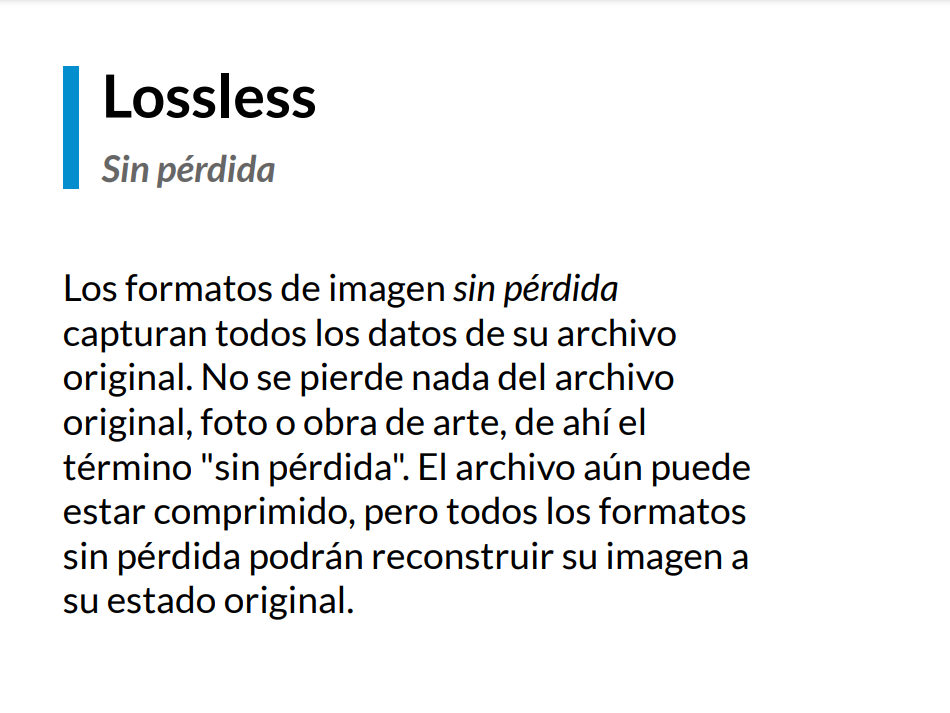 Lossless
Sin pérdida
Los formatos de imagen sin pérdida
capturan todos los datos de su archivo
original. No se pierde nada del archivo
original, foto o obra de arte, de ahí el
término "sin pérdida". El archivo aún puede
estar comprimido, pero todos los formatos
sin pérdida podrán reconstruir su imagen a
su estado original.